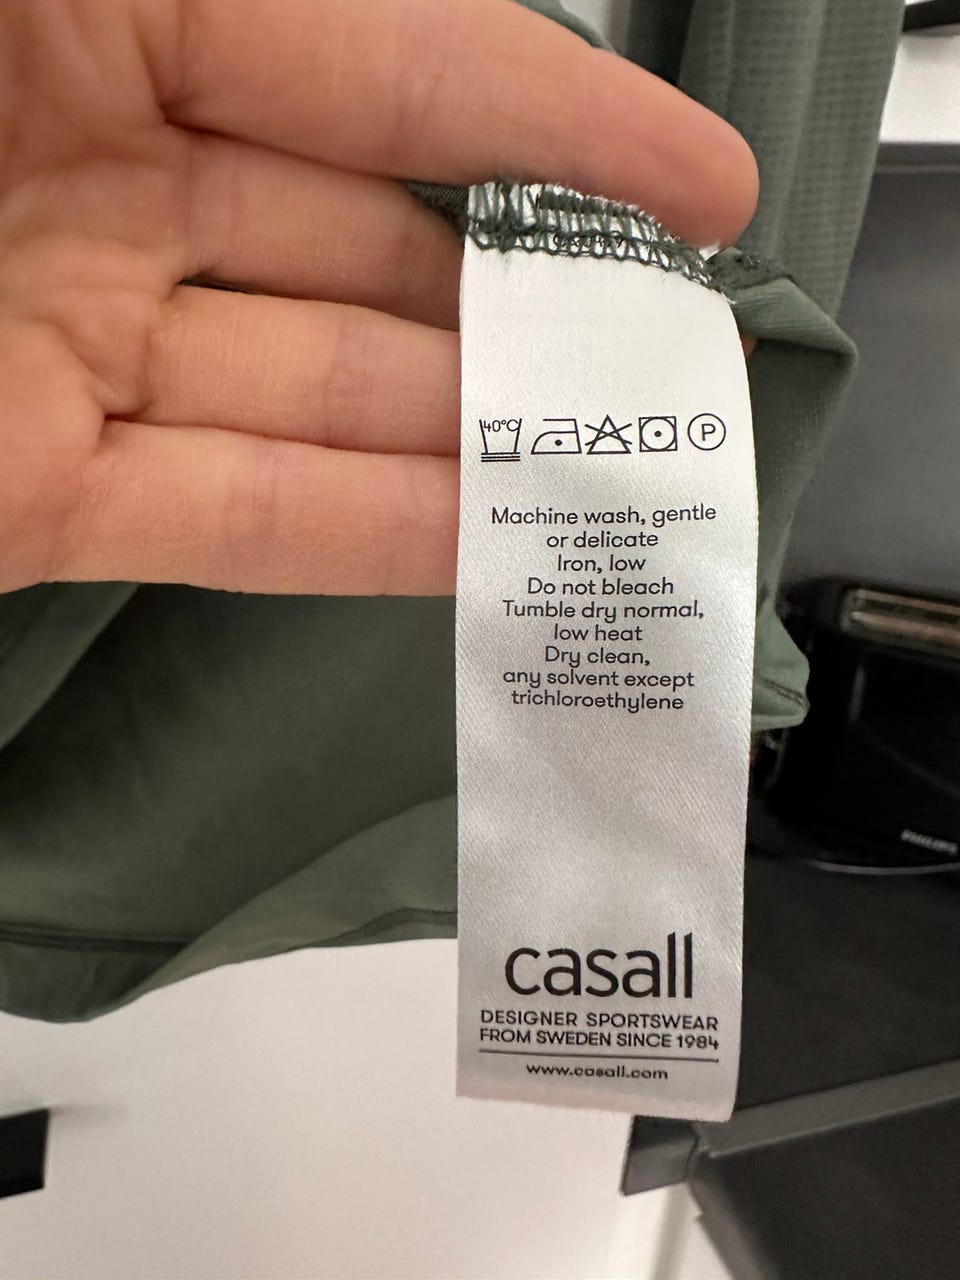 40°C
P
Machine wash, gentle
or delicate
Iron, low
Do not bleach
Tumble dry normal,
low heat
Dry clean,
any solvent except
trichloroethylene
casall
DESIGNER SPORTSWEAR
FROM SWEDEN SINCE 1984
www.casall.com
PHILIPS